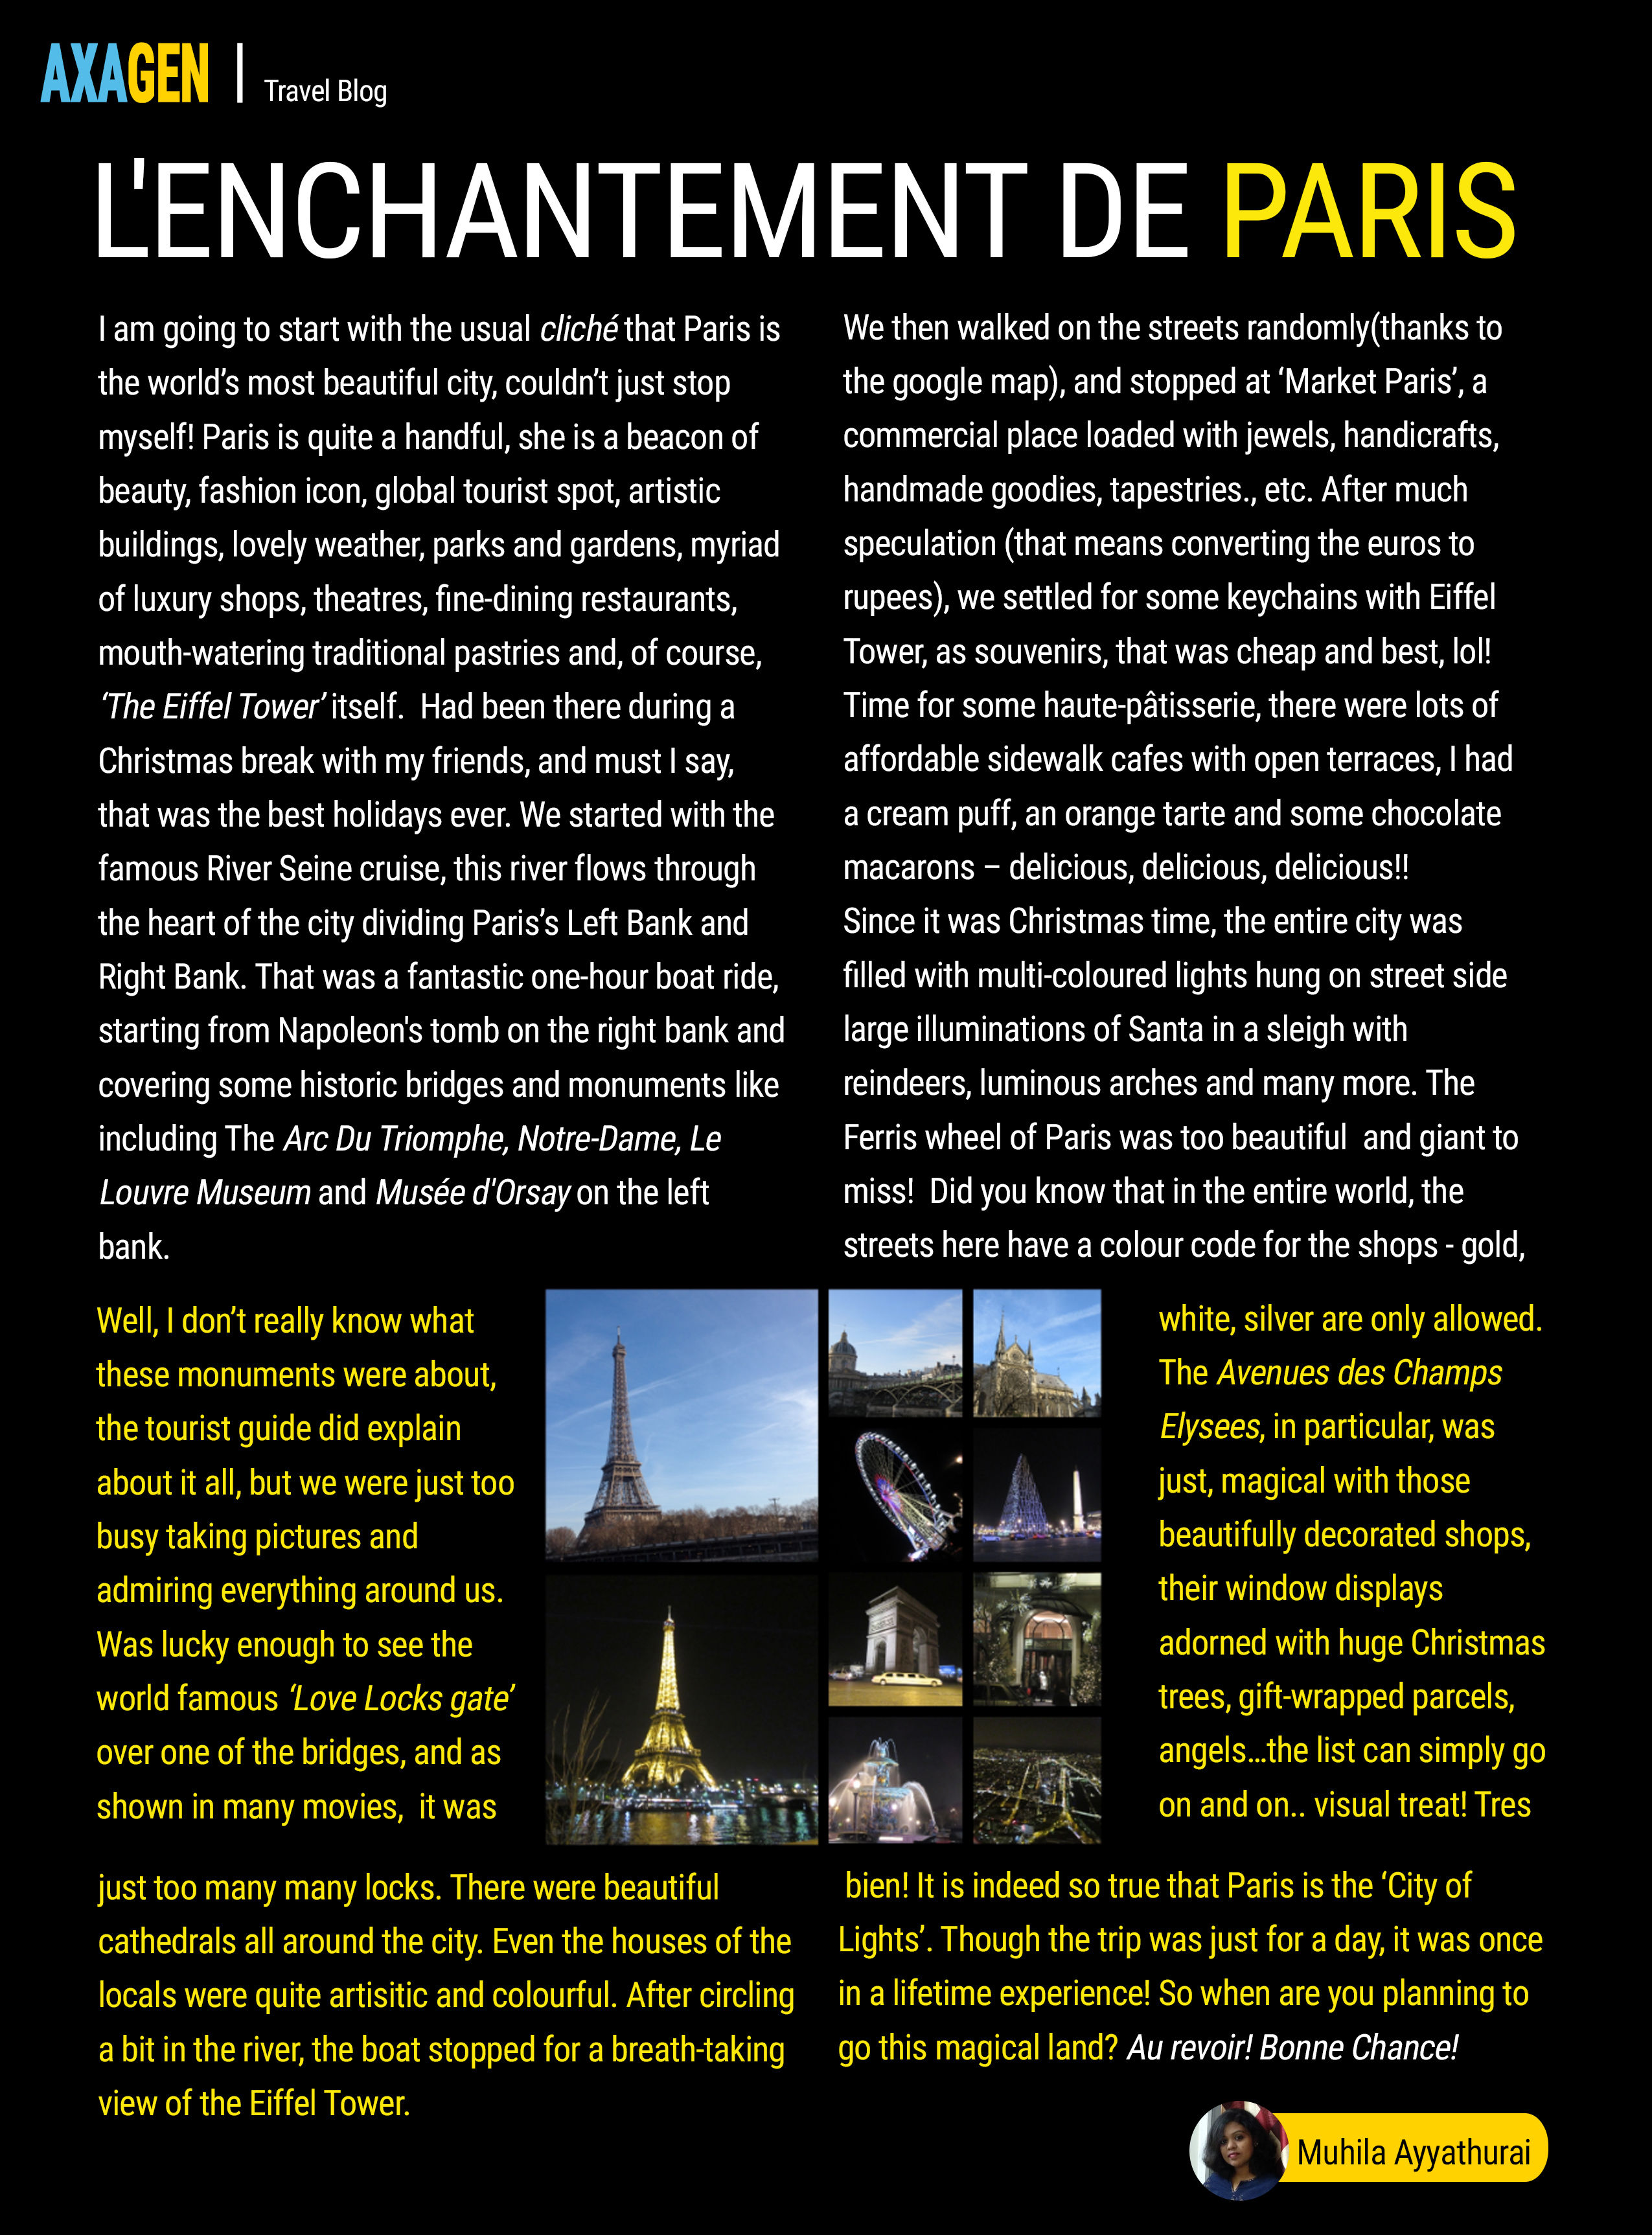 AXAGEN | Travel Blog
L'ENCHANTEMENT DE PARIS
I am going to start with the usual cliché that Paris is
the world’s most beautiful city, couldn’t just stop
myself! Paris is quite a handful, she is a beacon of
beauty, fashion icon, global tourist spot, artistic
buildings, lovely weather, parks and gardens, myriad
of luxury shops, theatres, fine-dining restaurants,
mouth-watering traditional pastries and, of course,
‘The Eiffel Tower’ itself.  Had been there during a
Christmas break with my friends, and must I say,
that was the best holidays ever. We started with the
famous River Seine cruise, this river flows through
the heart of the city dividing Paris’s Left Bank and
Right Bank. That was a fantastic one-hour boat ride,
starting from Napoleon's tomb on the right bank and
covering some historic bridges and monuments like
including The Arc Du Triomphe, Notre-Dame, Le
Louvre Museum and Musée d'Orsay on the left
bank.
Well, I don’t really know what
these monuments were about,
the tourist guide did explain
about it all, but we were just too
busy taking pictures and
admiring everything around us.
Was lucky enough to see the
world famous ‘Love Locks gate’
over one of the bridges, and as
shown in many movies,  it was
just too many many locks. There were beautiful
cathedrals all around the city. Even the houses of the
locals were quite artisitic and colourful. After circling
a bit in the river, the boat stopped for a breath-taking
view of the Eiffel Tower.
We then walked on the streets randomly(thanks to
the google map), and stopped at ‘Market Paris’, a
commercial place loaded with jewels, handicrafts,
handmade goodies, tapestries., etc. After much
speculation (that means converting the euros to
rupees), we settled for some keychains with Eiffel
Tower, as souvenirs, that was cheap and best, lol!
Time for some haute-pâtisserie, there were lots of
affordable sidewalk cafes with open terraces, I had
a cream puff, an orange tarte and some chocolate
macarons – delicious, delicious, delicious!!
Since it was Christmas time, the entire city was
filled with multi-coloured lights hung on street side
large illuminations of Santa in a sleigh with
reindeers, luminous arches and many more. The
Ferris wheel of Paris was too beautiful  and giant to
miss!  Did you know that in the entire world, the
streets here have a colour code for the shops - gold,
white, silver are only allowed.
The Avenues des Champs
Elysees, in particular, was
just, magical with those
beautifully decorated shops,
their window displays
adorned with huge Christmas
trees, gift-wrapped parcels,
angels…the list can simply go
on and on.. visual treat! Tres
bien! It is indeed so true that Paris is the ‘City of
Lights’. Though the trip was just for a day, it was once
in a lifetime experience! So when are you planning to
go this magical land? Au revoir! Bonne Chance!
Muhila Ayyathurai